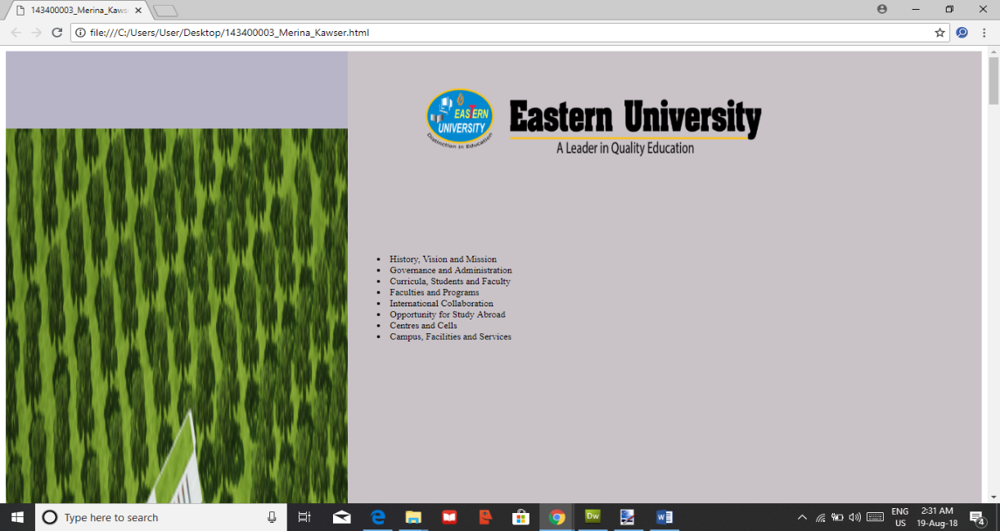 143400003_Merina_Kaws
file:///C:/Users/User/Desktop/143400003_Merina_Kawser.html
EASTERN
UNIVERSITY
Distinction in Education
Eastern University
A Leader in Quality Education
History, Vision and Mission
Governance and Administration
Curricula, Students and Faculty
Faculties and Programs
International Collaboration
Opportunity for Study Abroad
Centres and Cells
Campus, Facilities and Services
Type here to search
Dw
ENG
US
2:31 AM
19-Aug-18
4